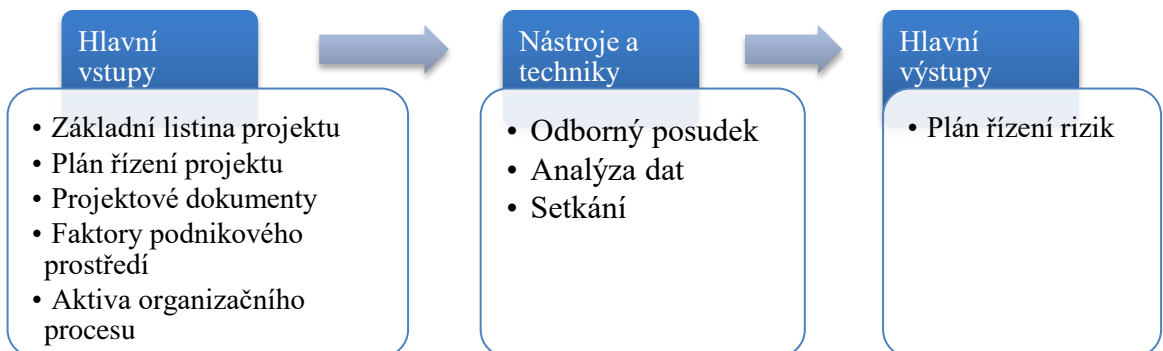 Hlavní
vstupy
• Základní listina projektu
• Plán řízení projektu
• Projektové dokumenty
• Faktory podnikového
prostředí
• Aktiva organizačního
procesu
Nástroje a
techniky
• Odborný posudek
• Analýza dat
• Setkání
Hlavní
výstupy
• Plán řízení rizik